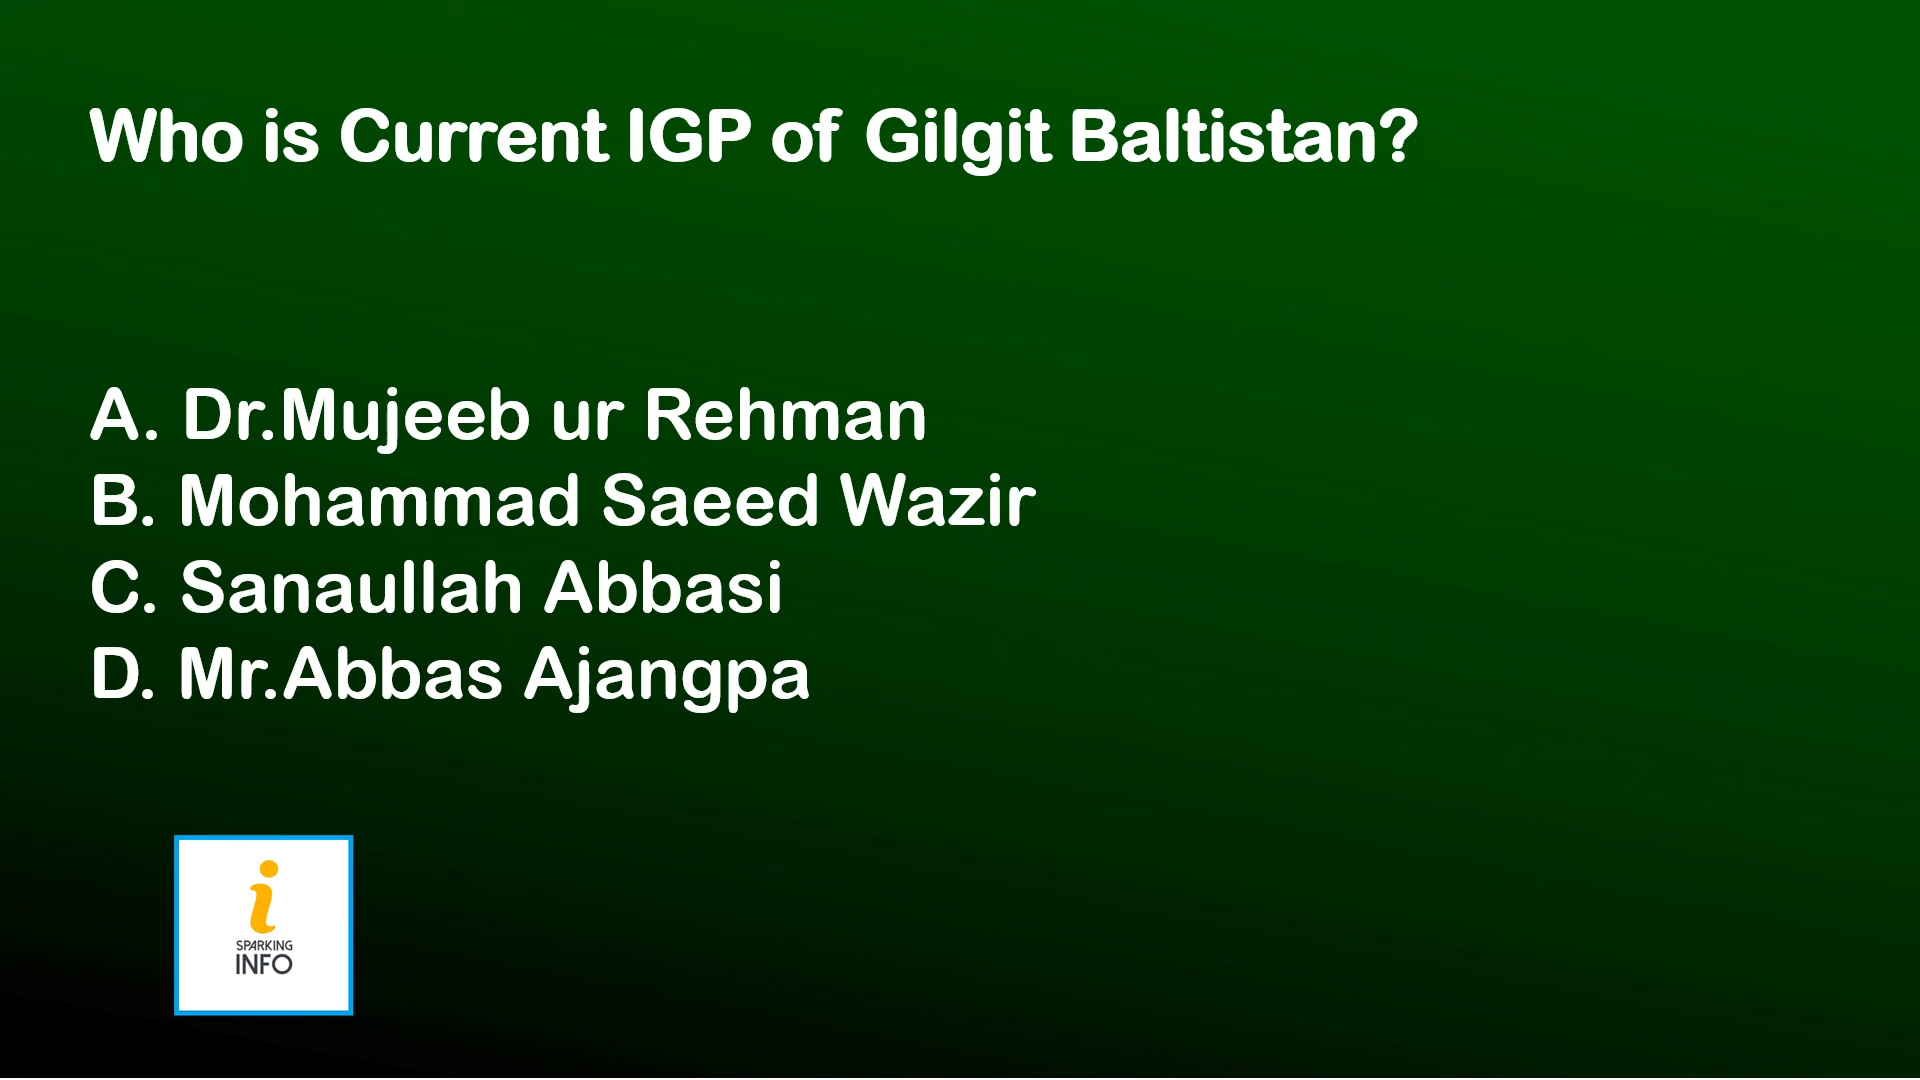 Who is Current IGP of Gilgit Baltistan?
A. Dr.Mujeeb ur Rehman
B. Mohammad Saeed Wazir
C. Sanaullah Abbasi
D. Mr.Abbas Ajangpa
i
SPARKING
INFO